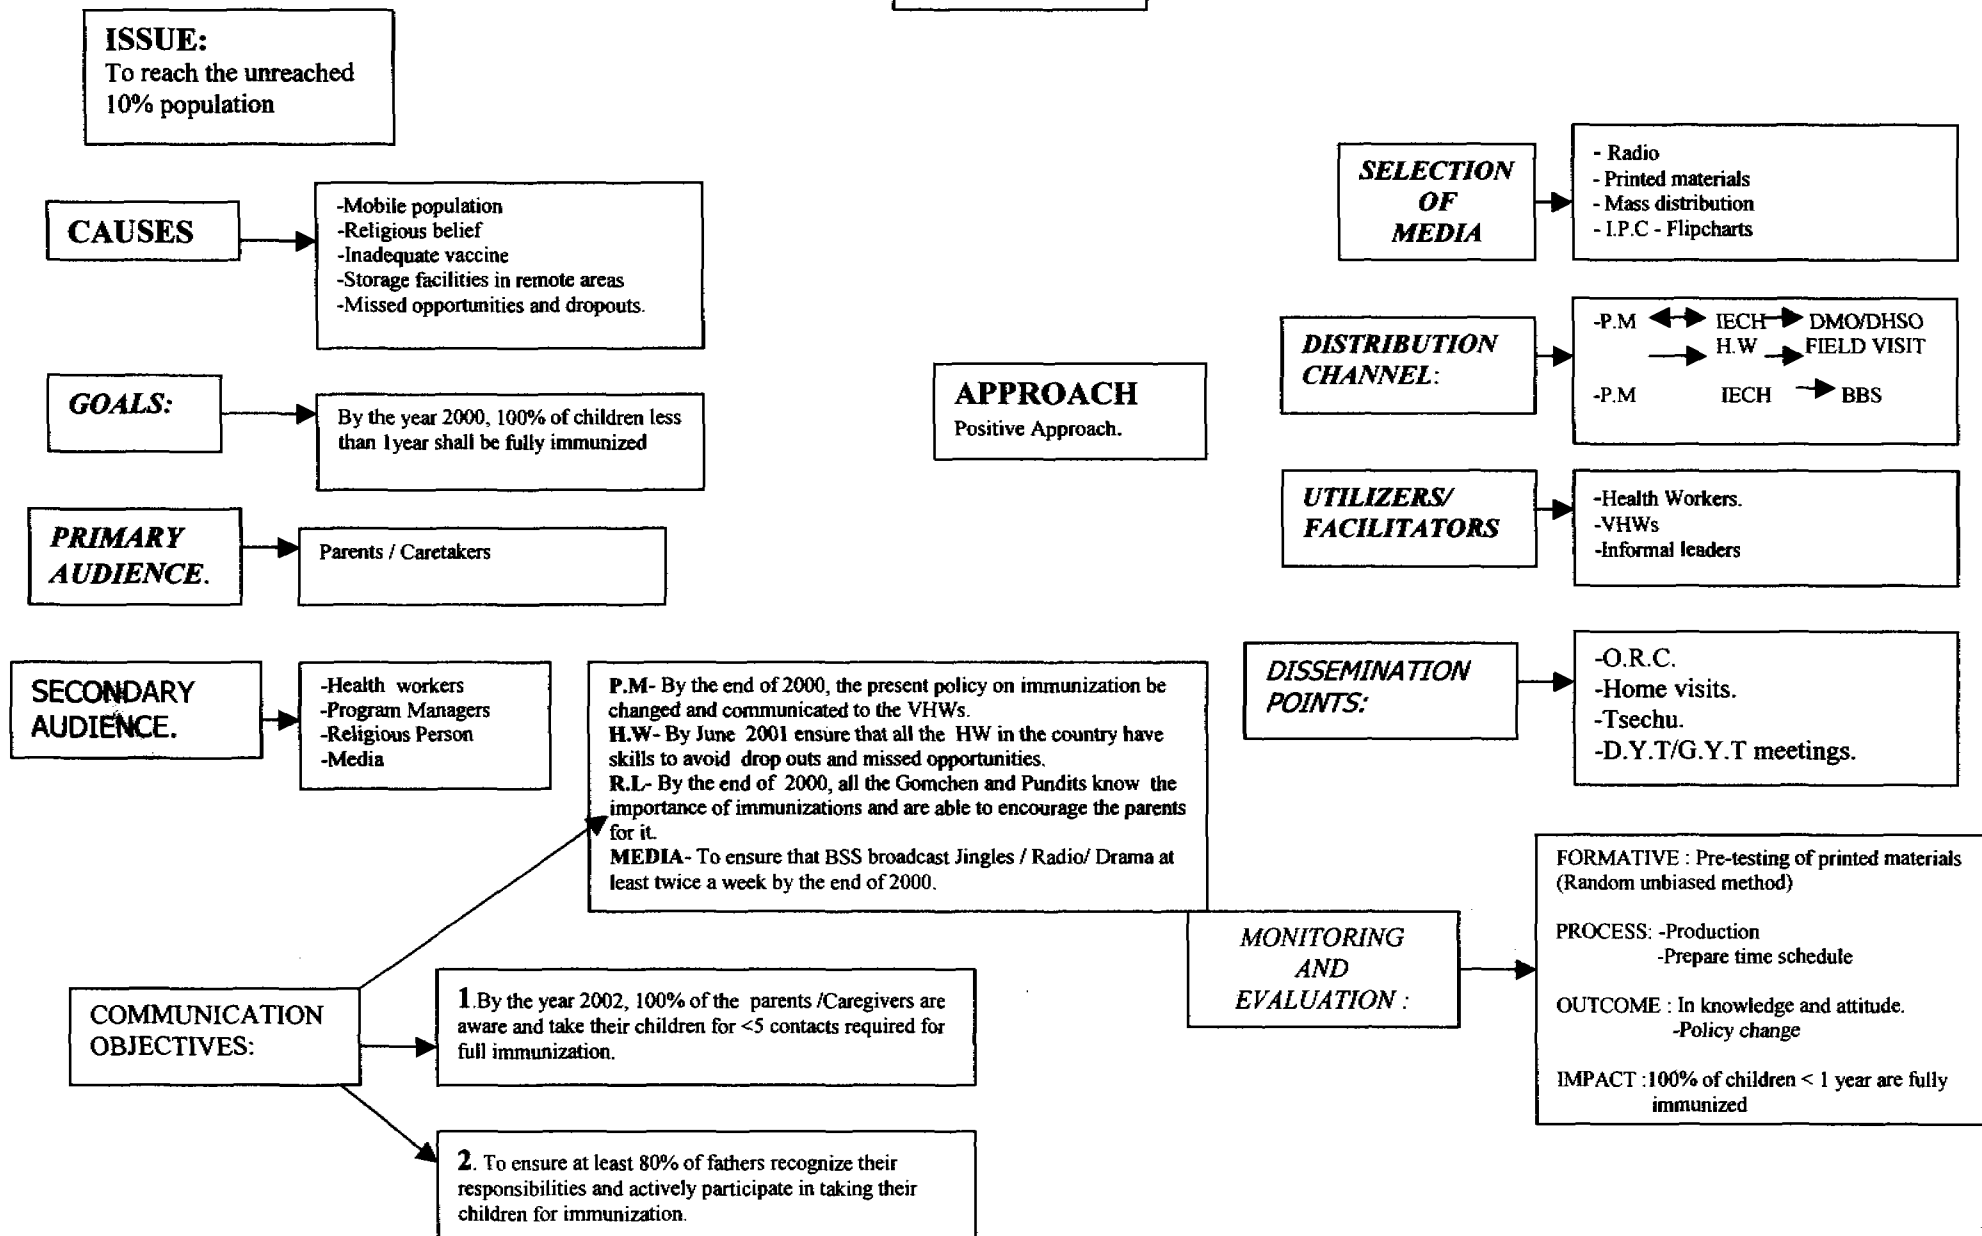 ISSUE:
To reach the unreached
10% population
CAUSES
-Mobile population
-Religious belief
-Inadequate vaccine
-Storage facilities in remote areas
-Missed opportunities and dropouts.
GOALS:
By the year 2000, 100% of children less
than 1year shall be fully immunized
PRIMARY
AUDIENCE.
Parents / Caretakers
SECONDARY
AUDIENCE.
-Health workers
-Program Managers
-Religious Person
-Media
COMMUNICATION
OBJECTIVES:
P.M- By the end of 2000, the present policy on immunization be
changed and communicated to the VHWs.
H.W- By June 2001 ensure that all the HW in the country have
skills to avoid drop outs and missed opportunities.
R.L- By the end of 2000, all the Gomchen and Pundits know the
importance of immunizations and are able to encourage the parents
for it.
MEDIA- To ensure that BSS broadcast Jingles / Radio/ Drama at
least twice a week by the end of 2000.
1.By the year 2002, 100% of the parents /Caregivers are
aware and take their children for <5 contacts required for
full immunization.
2. To ensure at least 80% of fathers recognize their
responsibilities and actively participate in taking their
children for immunization.
APPROACH
Positive Approach.
SELECTION
OF
MEDIA
- Radio
- Printed materials
- Mass distribution
- I.P.C - Flipcharts
DISTRIBUTION
CHANNEL:
-P.M IECH DMO/DHSO
H.W FIELD VISIT
-P.M IECH BBS
UTILIZERS/
FACILITATORS
-Health Workers.
-VHWs
-Informal leaders
DISSEMINATION
POINTS:
-O.R.C.
-Home visits.
-Tsechu.
-D.Y.T/G.Y.T meetings.
MONITORING
AND
EVALUATION :
FORMATIVE : Pre-testing of printed materials
(Random unbiased method)
PROCESS: -Production
-Prepare time schedule
OUTCOME : In knowledge and attitude.
-Policy change
IMPACT :100% of children < 1 year are fully
immunized